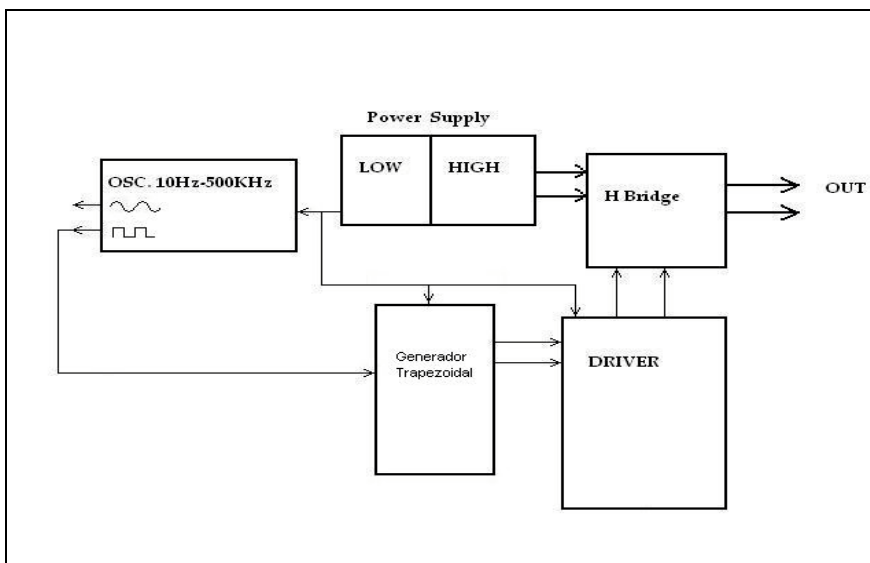 Power Supply
LOW
HIGH
OSC. 10Hz-500KHz
H Bridge
OUT
Generador
Trapezoidal
DRIVER